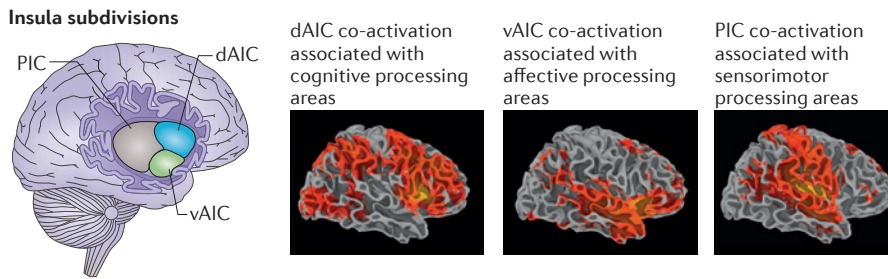 Insula subdivisions
PIC
dAIC
vAIC
dAIC co-activation
associated with
cognitive processing
areas
vAIC co-activation
associated with
affective processing
areas
PIC co-activation
associated with
sensorimotor
processing areas